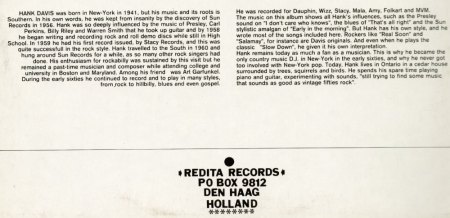 HANK DAVIS was born in New-York in 1941, but his music and its roots is
Southern. In his own words, he was kept from insanity by the discovery of Sun
Records in 1956. Hank was so deeply influenced by the music of Presley, Carl
Perkins, Billy Riley and Warren Smith that he took up guitar and by 1958
he began writing and recording rock and roll demo discs while still in High
School. In 1959 he had his first record issued, by Stacy Records, and this was
quite successfull in the rock style. Hank travelled to the South in 1960 and
hung around Sun Records for a while, as so many other rock singers had
done. His enthusiasm for rockabilly was sustained by this visit but he
remained a past-time musician and composer while attending college and
university in Boston and Maryland. Among his friend was Art Garfunkel.
During the early sixties he continued to record and to play in many styles,
from rock to hillbilly, blues and even gospel.
He was recorded for Dauphin, Wizz, Stacy, Mala, Amy, Folkart and MVM.
The music on this album shows all Hank's influences, such as the Presley
sound on "I don't care who knows", the blues of "That's all right" and the Sun
stylistic amalgam of "Early in the morning". But Hank has his own style, and he
wrote most of the songs included here. Rockers like "Real Soon" and
"Blakemay", for instance are Davis originals. And even when he plays the
classic "Slow Down", he gives it his own interpretation.
Hank remains today as much a fan as a musician. This is why he became the
only country music D.J. in New-York in the early sixties, and why he never got
too involved with New-York pop. Today, Hank lives in Ontario in a cedar house
surrounded by trees, squirrels and birds. He spends his spare time playing
piano and guitar, experimenting with sounds, "still trying to find some music
that sounds as good as vintage fifties rock".
*REDITA RECORDS*
PO BOX 9812
DEN HAAG
HOLLAND
********